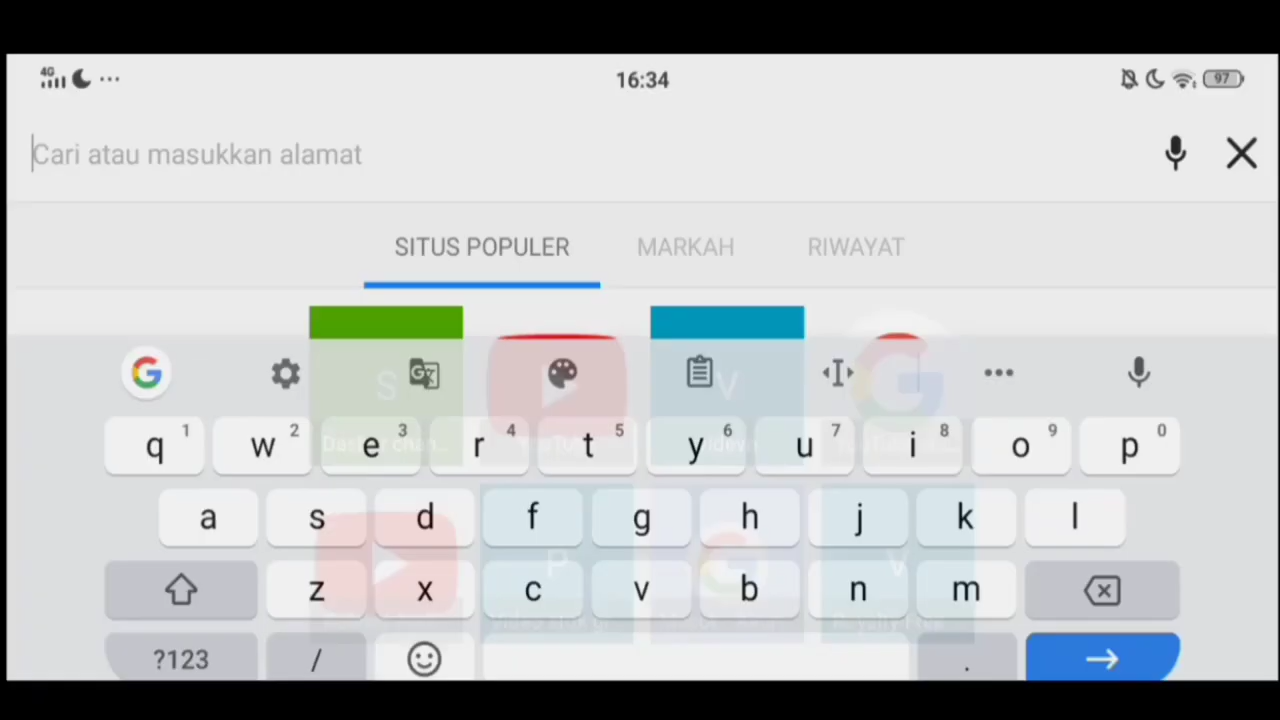 4G 16:34 97
Cari atau masukkan alamat
SITUS POPULER MARKAH RIWAYAT
S V
q 1 w 2 e 3 r 4 t 5 y 6 u 7 i 8 o 9 p 0
a s d f g h j k l
P V
z x c v b n m
?123 / .